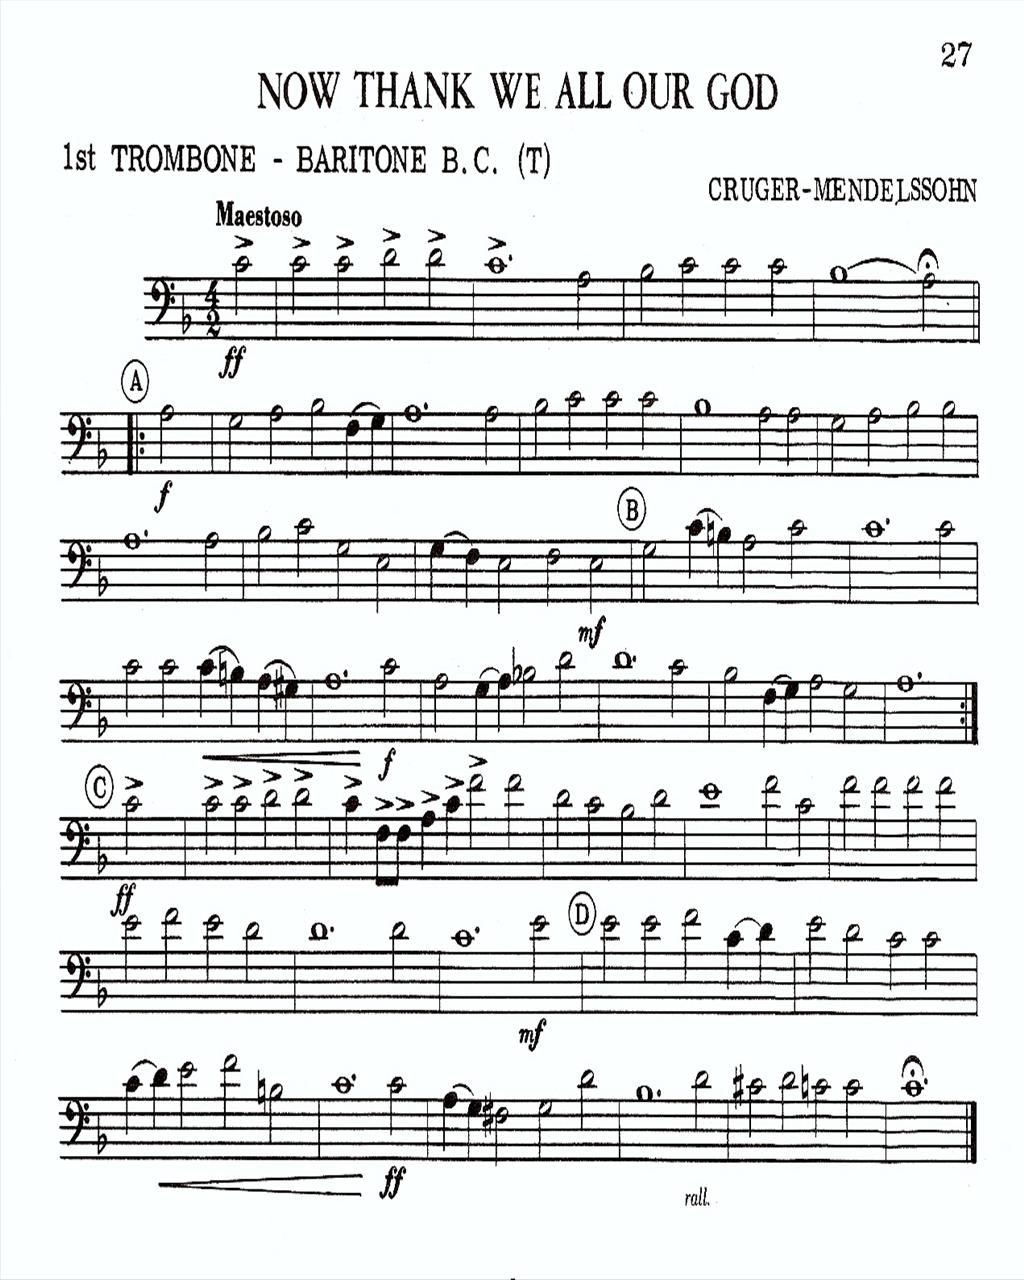 27
NOW THANK WE ALL OUR GOD
1st TROMBONE - BARITONE B.C. (T)
CRUGER-MENDELSSOHN
Maestoso
4
2
ff
A
f
B
mf
f
C
ff
D
mf
ff
rall.